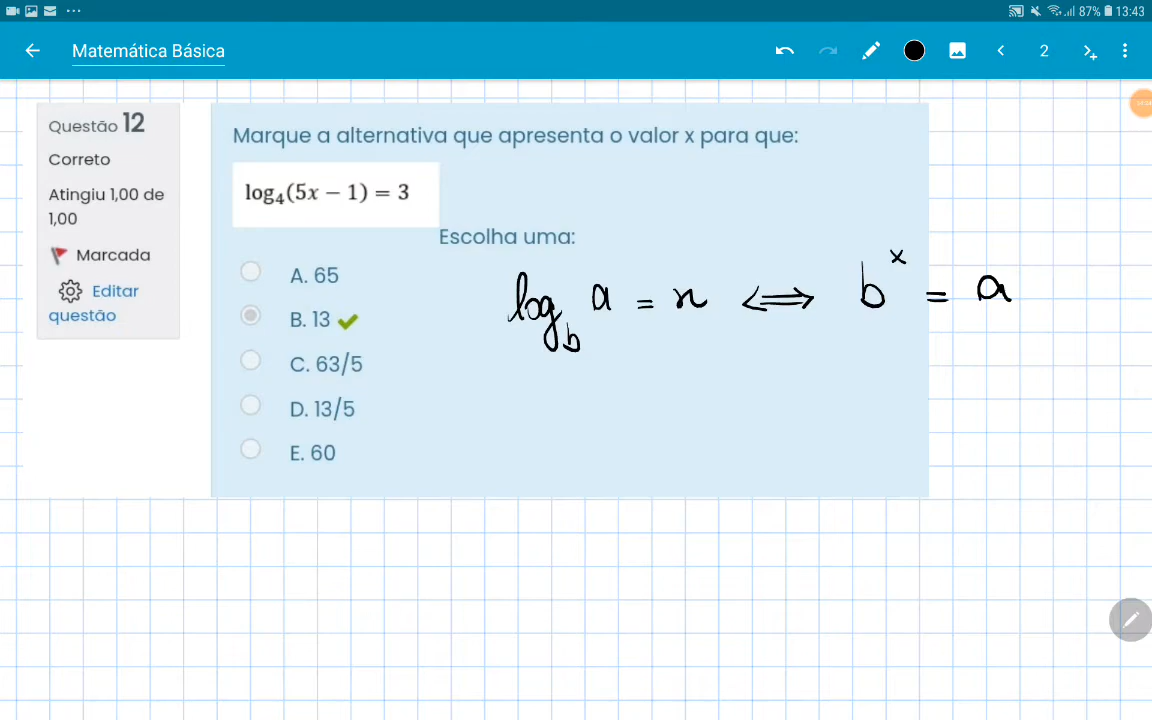 87% 13:43
Matemática Básica
2
Questão 12
Correto
Atingiu 1,00 de
1,00
Marcada
Editar
questão
Marque a alternativa que apresenta o valor x para que:
log₄(5x − 1) = 3
Escolha uma:
A. 65
B. 13
C. 63/5
D. 13/5
E. 60
log_b a = x ⟺ b^x = a